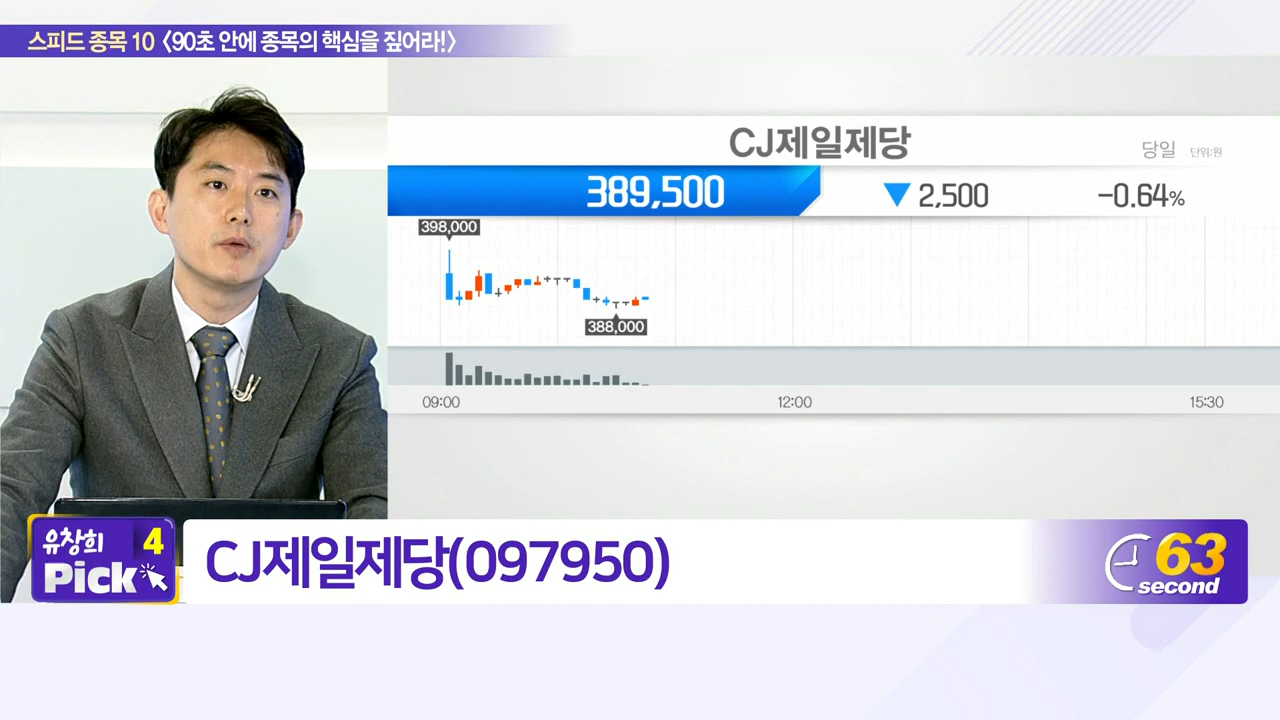 스피드 종목 10 <90초 안에 종목의 핵심을 짚어라!>
CJ제일제당
당일 단위:원
389,500 ▼ 2,500 -0.64%
398,000
388,000
09:00 12:00 15:30
유창희 4
Pick
CJ제일제당(097950)
63
second